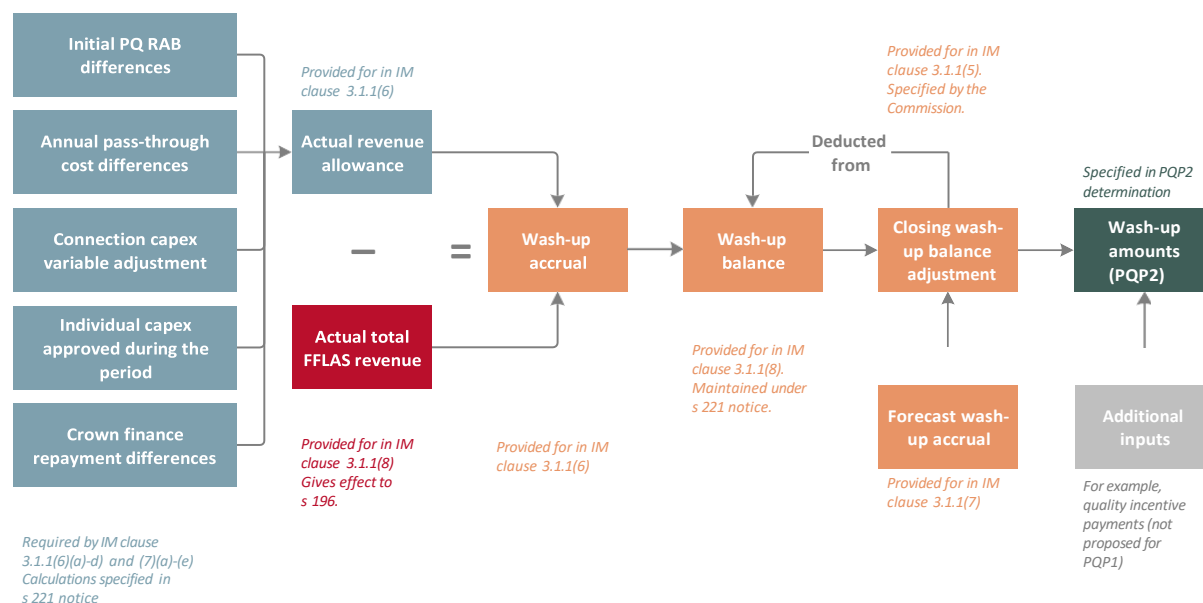 Initial PQ RAB
differences
Annual pass-through
cost differences
Connection capex
variable adjustment
Individual capex
approved during the
period
Crown finance
repayment differences
Required by IM clause
3.1.1(6)(a)-d) and (7)(a)-(e)
Calculations specified in
s 221 notice
Provided for in IM
clause 3.1.1(6)
Actual revenue
allowance
–
=
Actual total
FFLAS revenue
Provided for in IM
clause 3.1.1(8)
Gives effect to
s 196.
Wash-up
accrual
Provided for in IM
clause 3.1.1(6)
Wash-up
balance
Provided for in IM
clause 3.1.1(8).
Maintained under
s 221 notice.
Deducted
from
Provided for in IM
clause 3.1.1(5).
Specified by the
Commission.
Closing wash-
up balance
adjustment
Forecast wash-
up accrual
Provided for in IM
clause 3.1.1(7)
Specified in PQP2
determination
Wash-up
amounts
(PQP2)
Additional
inputs
For example,
quality incentive
payments (not
proposed for
PQP1)